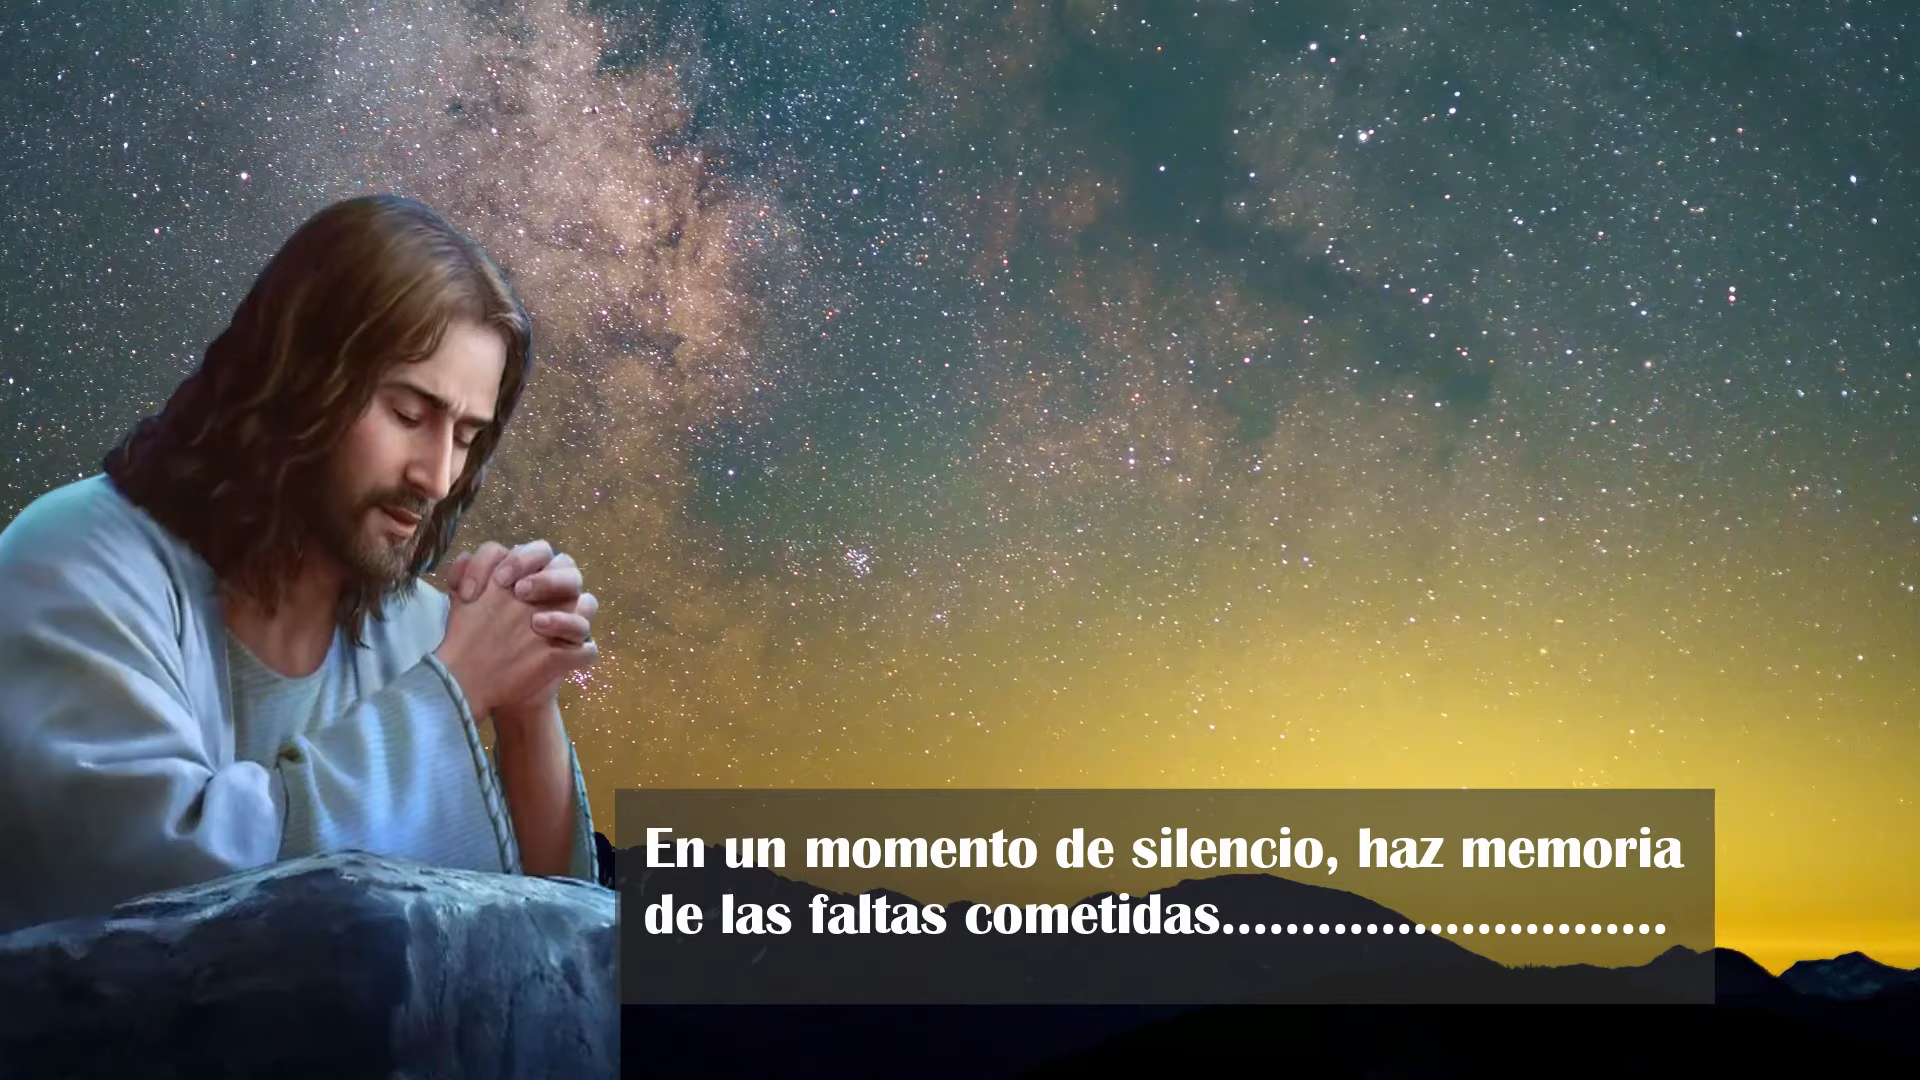 En un momento de silencio, haz memoria
de las faltas cometidas............................